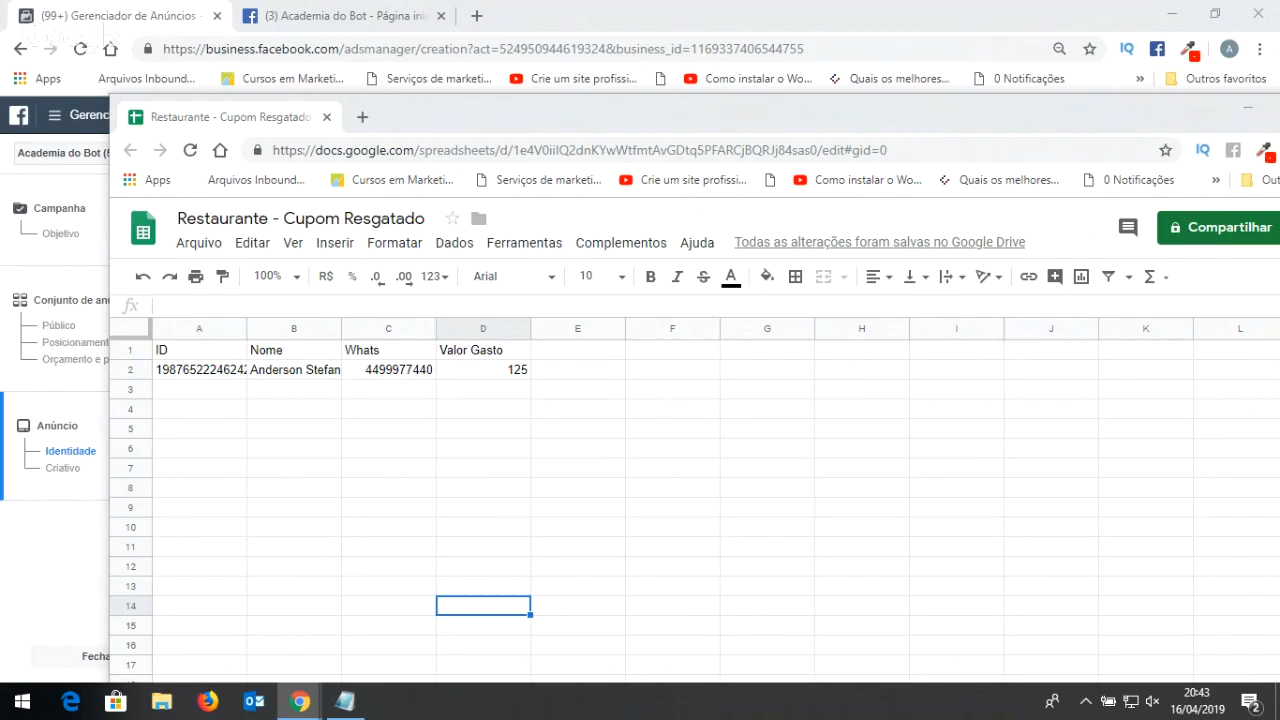 (99+) Gerenciador de Anúncios -
(3) Academia do Bot - Página ini
https://business.facebook.com/adsmanager/creation?act=524950944619324&business_id=1169337406544755
Apps
Arquivos Inbound...
Cursos em Marketi...
Serviços de marketi...
Crie um site profissi...
Como instalar o Wo...
Quais os melhores...
0 Notificações
»
Outros favoritos
Gerenc
Restaurante - Cupom Resgatado
https://docs.google.com/spreadsheets/d/1e4V0iilQ2dnKYwWtfmtAvGDtq5PFARCjBQRJj84sas0/edit#gid=0
IQ
Academia do Bot (5
Apps
Arquivos Inbound...
Cursos em Marketi...
Serviços de marketi...
Crie um site profissi...
Como instalar o Wo...
Quais os melhores...
0 Notificações
»
Out
Campanha
Objetivo
Restaurante - Cupom Resgatado
Compartilhar
Arquivo Editar Ver Inserir Formatar Dados Ferramentas Complementos Ajuda
Todas as alterações foram salvas no Google Drive
100% R$ % .0 .00 123 Arial 10 B I S A Σ
Conjunto de an
Público
Posicionament
Orçamento e p
fx
A B C D E F G H I J K L
1 ID Nome Whats Valor Gasto
2 19876522246242 Anderson Stefan 4499977440 125
3
4
5
6
7
8
9
10
11
12
13
14
15
16
17
Anúncio
Identidade
Criativo
Fecha
20:43
16/04/2019
2